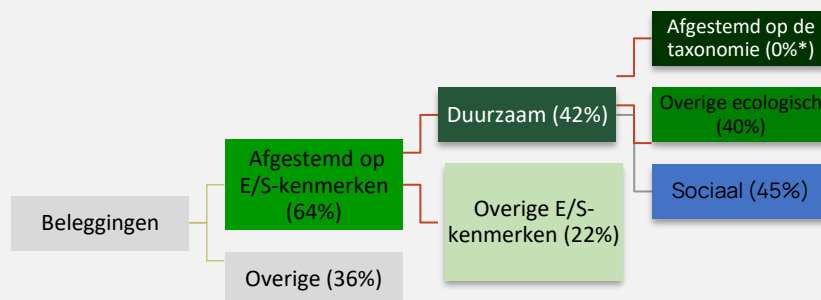 Beleggingen
Afgestemd op
E/S-kenmerken
(64%)
Overige (36%)
Duurzaam (42%)
Overige E/S-
kenmerken (22%)
Afgestemd op de
taxonomie (0%*)
Overige ecologisch
(40%)
Sociaal (45%)